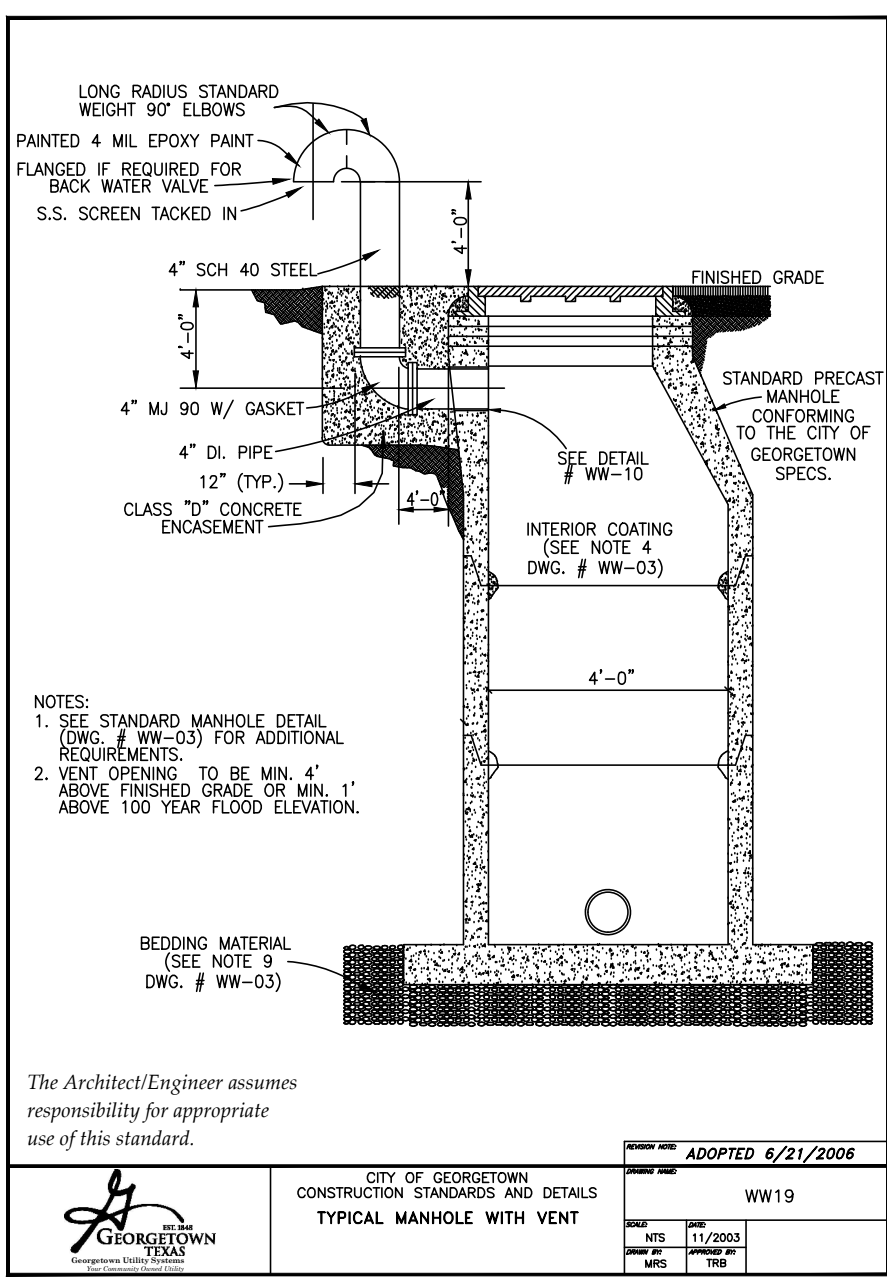 LONG RADIUS STANDARD
WEIGHT 90° ELBOWS
PAINTED 4 MIL EPOXY PAINT
FLANGED IF REQUIRED FOR
BACK WATER VALVE
S.S. SCREEN TACKED IN
4'-0"
4" SCH 40 STEEL
FINISHED GRADE
4'-0"
STANDARD PRECAST
MANHOLE
CONFORMING
TO THE CITY OF
GEORGETOWN
SPECS.
4" MJ 90 W/ GASKET
4" DI. PIPE
SEE DETAIL
# WW-10
12" (TYP.)
4'-0"
CLASS "D" CONCRETE
ENCASEMENT
INTERIOR COATING
(SEE NOTE 4
DWG. # WW-03)
4'-0"
NOTES:
1. SEE STANDARD MANHOLE DETAIL
(DWG. # WW-03) FOR ADDITIONAL
REQUIREMENTS.
2. VENT OPENING TO BE MIN. 4'
ABOVE FINISHED GRADE OR MIN. 1'
ABOVE 100 YEAR FLOOD ELEVATION.
BEDDING MATERIAL
(SEE NOTE 9
DWG. # WW-03)
The Architect/Engineer assumes
responsibility for appropriate
use of this standard.
REVISION NOTE:
ADOPTED 6/21/2006
EST. 1848
GEORGETOWN
TEXAS
Georgetown Utility Systems
Your Community Owned Utility
CITY OF GEORGETOWN
CONSTRUCTION STANDARDS AND DETAILS
TYPICAL MANHOLE WITH VENT
DRAWING NAME:
WW19
SCALE:
NTS
DATE:
11/2003
DRAWN BY:
MRS
APPROVED BY:
TRB